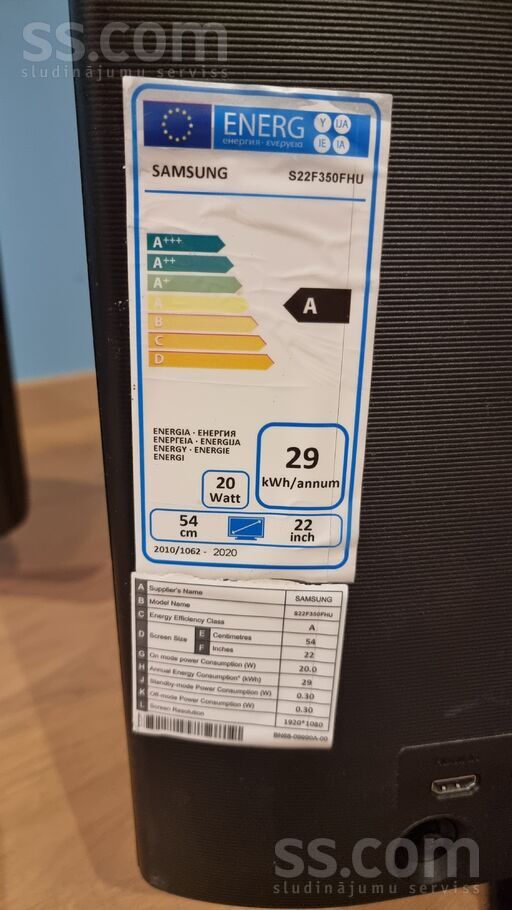 ss.com
sludinājumu serviss
ENERG
енергия · ενεργεια
Y IJA
IE IA
SAMSUNG S22F350FHU
A+++
A++
A+
A
B
C
D
A
ENERGIA · ЕНЕРГИЯ
ΕΝΕΡΓΕΙΑ · ENERGIJA
ENERGY · ENERGIE
ENERGI
29
kWh/annum
20
Watt
54
cm
22
inch
2010/1062 - 2020
A Supplier's Name SAMSUNG
B Model Name S22F350FHU
C Energy Efficiency Class A
D Screen Size E Centimetres 54
F Inches 22
G On mode power Consumption (W) 20.0
H Annual Energy Consumption* (kWh) 29
J Standby-mode Power Consumption (W) 0.30
K Off-mode Power Consumption (W) 0.30
L Screen Resolution 1920*1080
ss.com
sludinājumu serviss